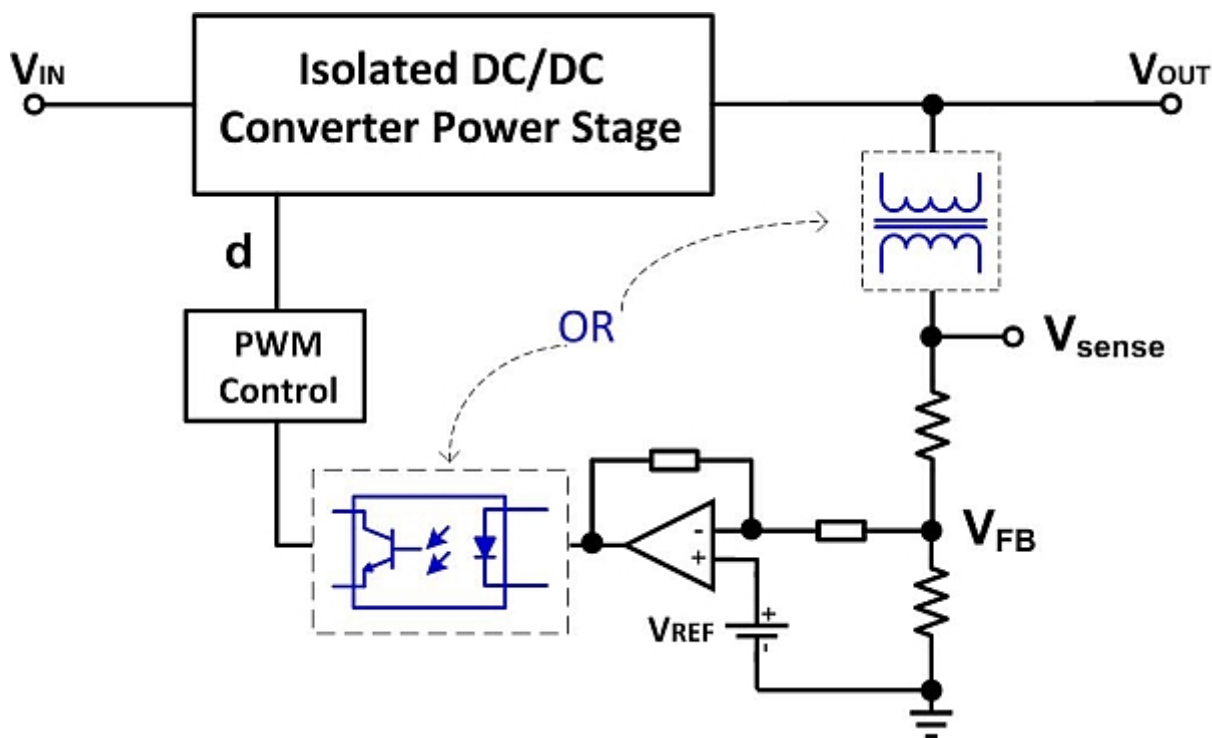 Isolated DC/DC
Converter Power Stage
VIN
VOUT
d
OR
PWM
Control
Vsense
VFB
-
+
VREF
+
-